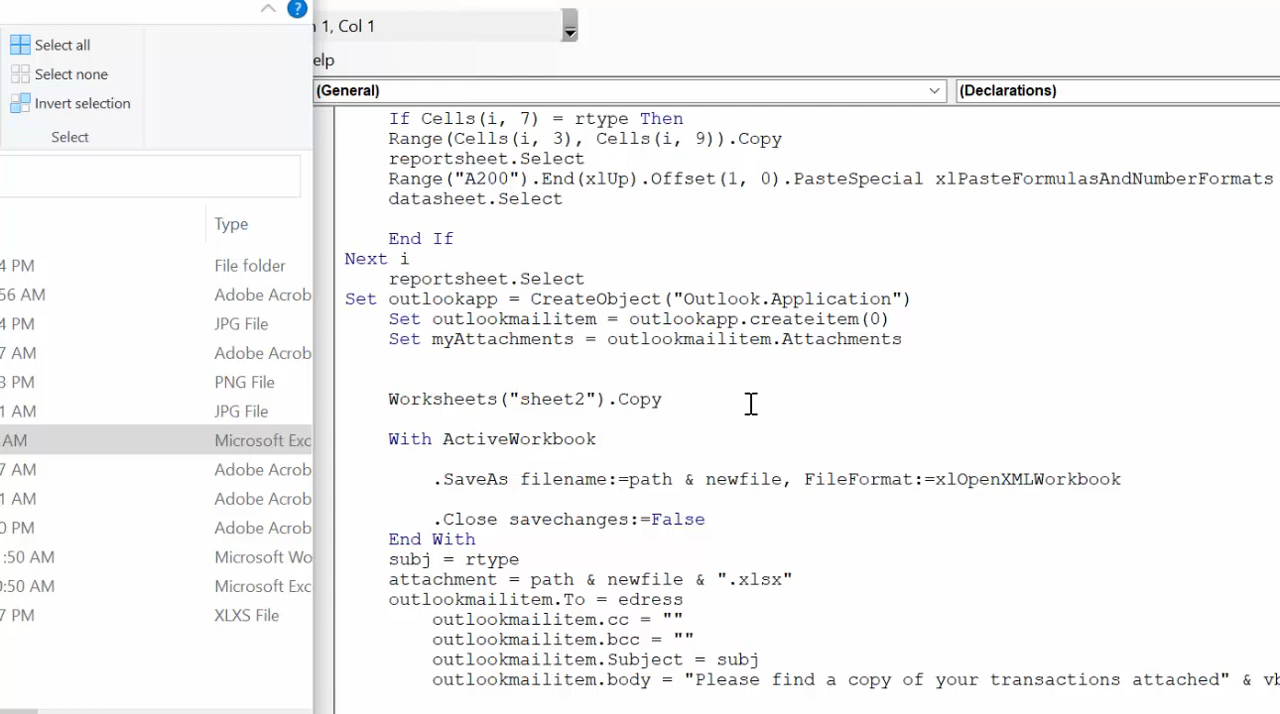 ?
Select all
Select none
Invert selection
Select
Type
4 PM File folder
56 AM Adobe Acrob
4 PM JPG File
7 AM Adobe Acrob
3 PM PNG File
1 AM JPG File
AM Microsoft Exc
7 AM Adobe Acrob
1 AM Adobe Acrob
0 PM Adobe Acrob
:50 AM Microsoft Wo
0:50 AM Microsoft Exc
7 PM XLXS File
1, Col 1
elp
(General) (Declarations)
If Cells(i, 7) = rtype Then
Range(Cells(i, 3), Cells(i, 9)).Copy
reportsheet.Select
Range("A200").End(xlUp).Offset(1, 0).PasteSpecial xlPasteFormulasAndNumberFormats
datasheet.Select
End If
Next i
reportsheet.Select
Set outlookapp = CreateObject("Outlook.Application")
Set outlookmailitem = outlookapp.createitem(0)
Set myAttachments = outlookmailitem.Attachments
Worksheets("sheet2").Copy
With ActiveWorkbook
.SaveAs filename:=path & newfile, FileFormat:=xlOpenXMLWorkbook
.Close savechanges:=False
End With
subj = rtype
attachment = path & newfile & ".xlsx"
outlookmailitem.To = edress
outlookmailitem.cc = ""
outlookmailitem.bcc = ""
outlookmailitem.Subject = subj
outlookmailitem.body = "Please find a copy of your transactions attached" & vb